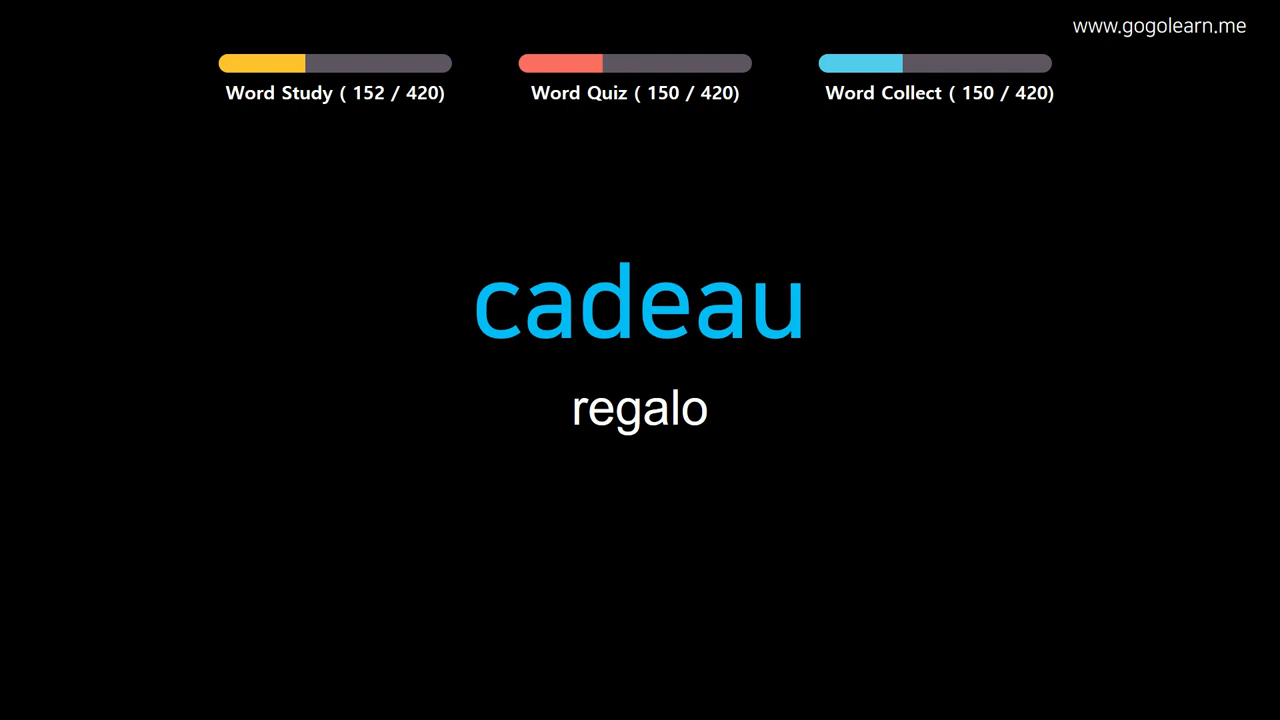 www.gogolearn.me
Word Study ( 152 / 420)
Word Quiz ( 150 / 420)
Word Collect ( 150 / 420)
cadeau
regalo